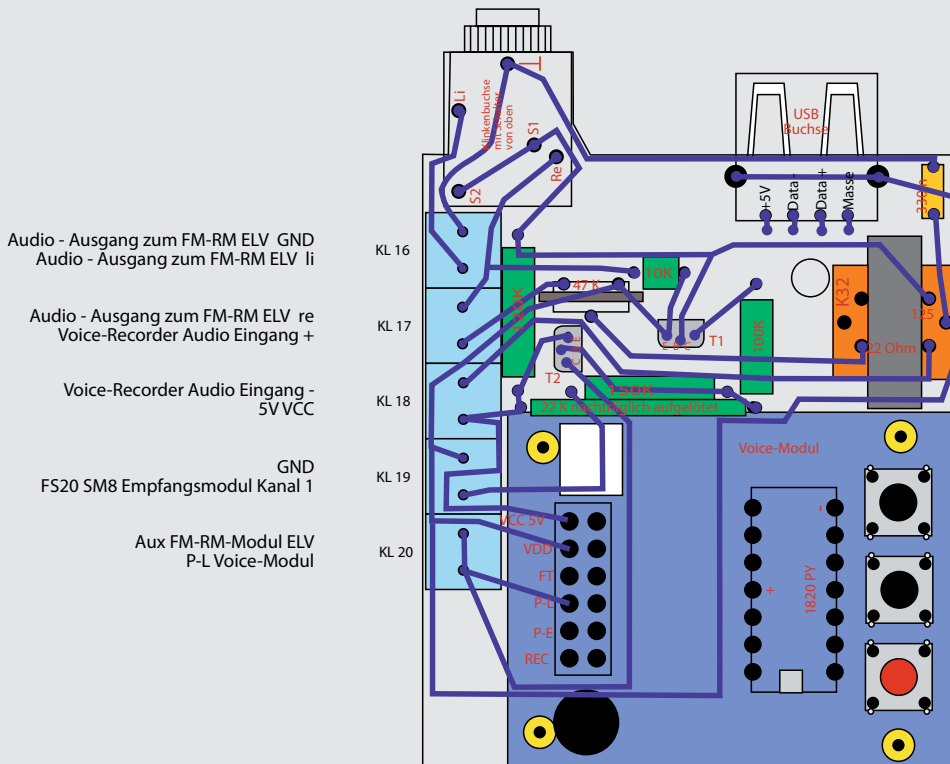 Li
Klinkenbuchse
mit Schalter
von oben
S1
S2
Re
USB
Buchse
+5V
Data -
Data +
Masse
330n
Audio - Ausgang zum FM-RM ELV GND
Audio - Ausgang zum FM-RM ELV li
KL 16
Audio - Ausgang zum FM-RM ELV re
Voice-Recorder Audio Eingang +
KL 17
Voice-Recorder Audio Eingang -
5V VCC
KL 18
GND
FS20 SM8 Empfangsmodul Kanal 1
KL 19
Aux FM-RM-Modul ELV
P-L Voice-Modul
KL 20
10K
47 K
K32
125
22 Ohm
E B C
T1
100K
T2
150K
22 K nachträglich aufgelötet
Voice-Modul
VCC 5V
VDD
FT
P-L
P-E
REC
-
+
1820 PY